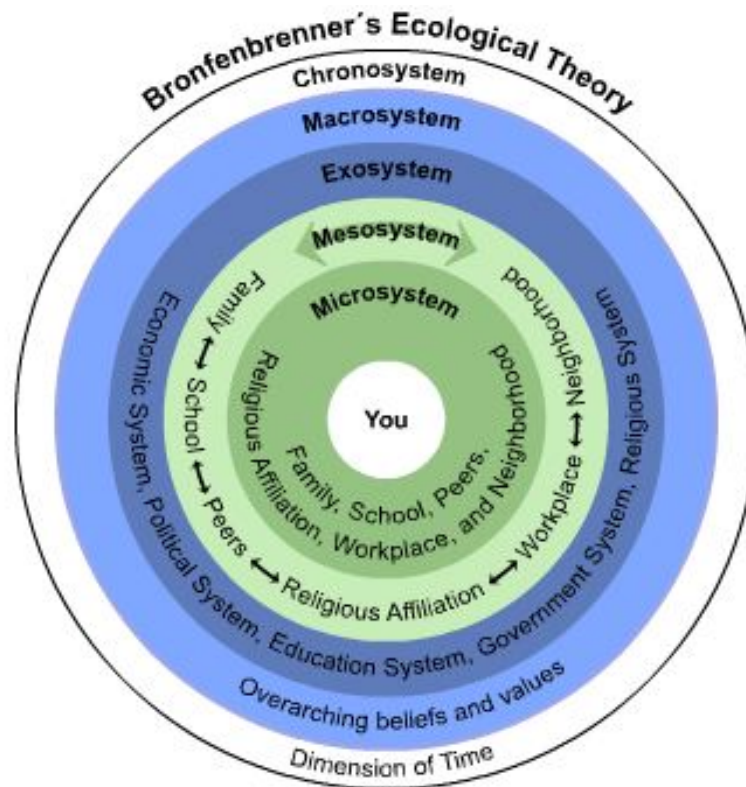 Bronfenbrenner´s Ecological Theory
Chronosystem
Macrosystem
Exosystem
Mesosystem
Microsystem
You
Family, School, Peers,
Religious Affiliation, Workplace, and Neighborhood
Family ↔ School ↔ Peers ↔ Religious Affiliation ↔ Workplace ↔ Neighborhood
Economic System, Political System, Education System, Government System, Religious System
Overarching beliefs and values
Dimension of Time